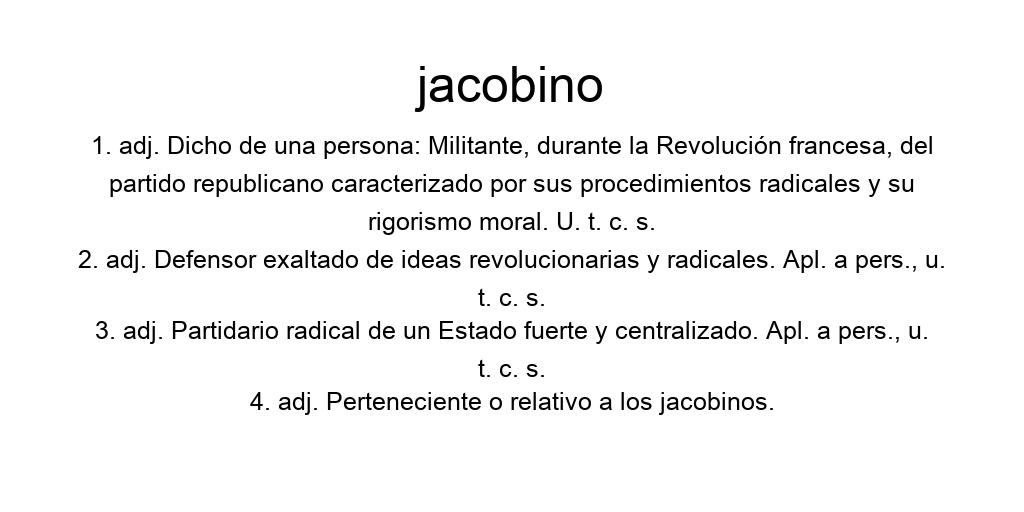 jacobino
1. adj. Dicho de una persona: Militante, durante la Revolución francesa, del
partido republicano caracterizado por sus procedimientos radicales y su
rigorismo moral. U. t. c. s.
2. adj. Defensor exaltado de ideas revolucionarias y radicales. Apl. a pers., u.
t. c. s.
3. adj. Partidario radical de un Estado fuerte y centralizado. Apl. a pers., u.
t. c. s.
4. adj. Perteneciente o relativo a los jacobinos.